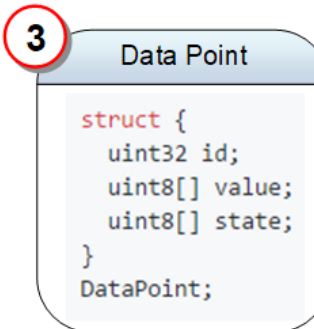 3
Data Point
struct {
  uint32 id;
  uint8[] value;
  uint8[] state;
}
DataPoint;